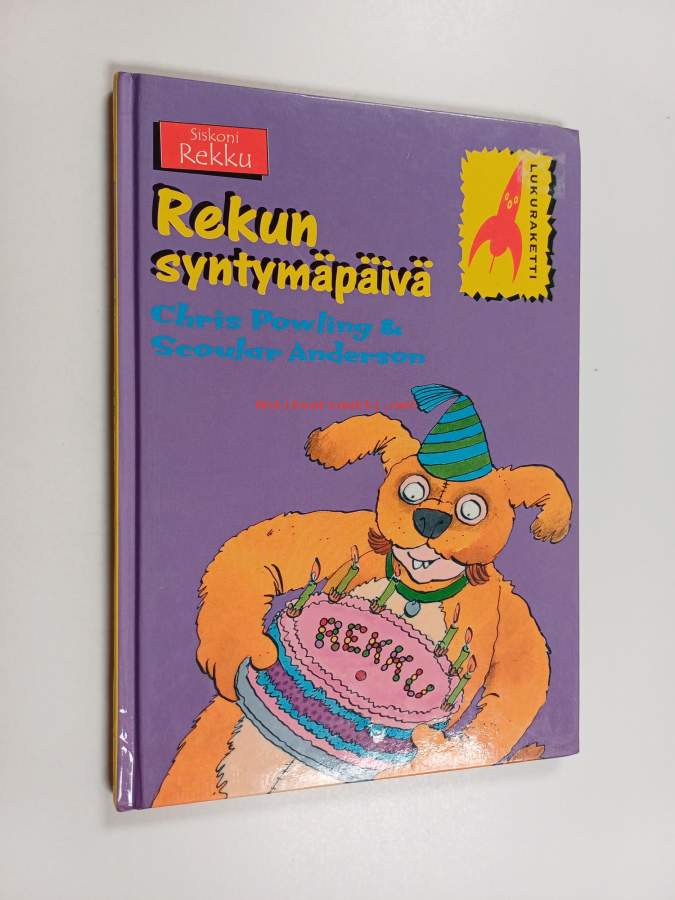 Siskoni
Rekku
LUKURAKETTI
Rekun
syntymäpäivä
Chris Powling &
Scoular Anderson
REKKU